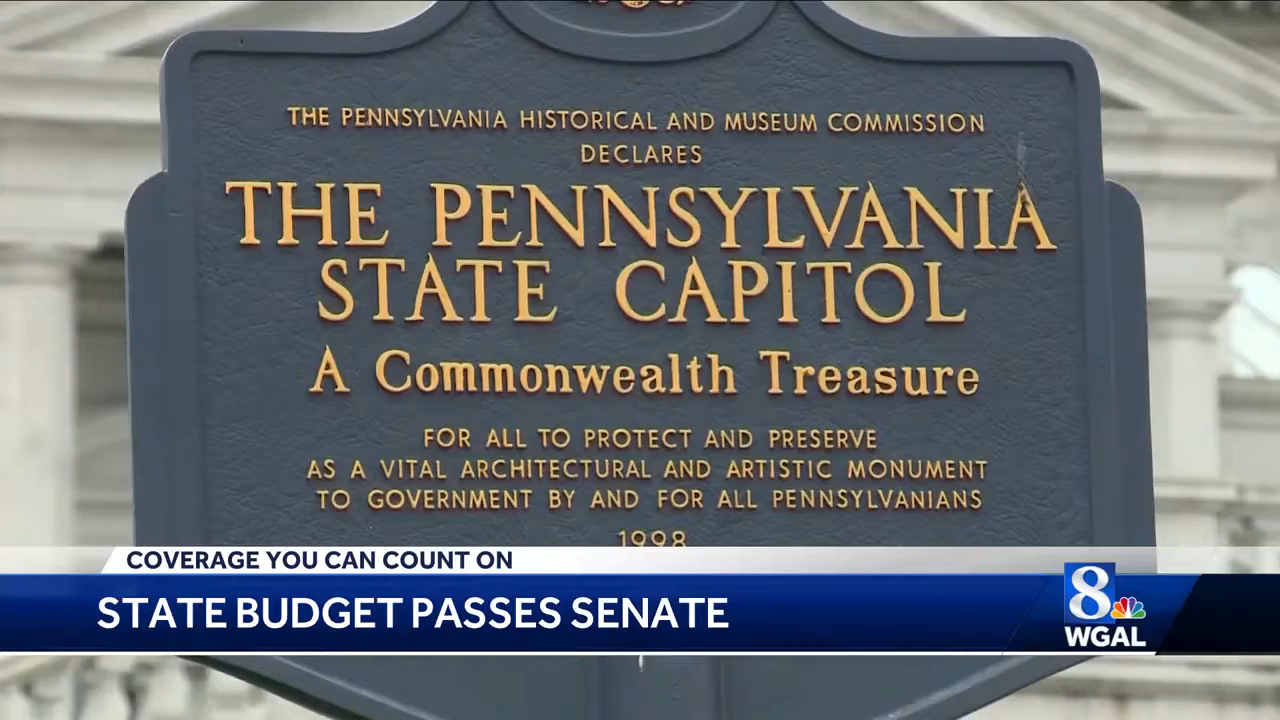 THE PENNSYLVANIA HISTORICAL AND MUSEUM COMMISSION
DECLARES
THE PENNSYLVANIA
STATE CAPITOL
A Commonwealth Treasure
FOR ALL TO PROTECT AND PRESERVE
AS A VITAL ARCHITECTURAL AND ARTISTIC MONUMENT
TO GOVERNMENT BY AND FOR ALL PENNSYLVANIANS
1998
COVERAGE YOU CAN COUNT ON
STATE BUDGET PASSES SENATE
8
WGAL